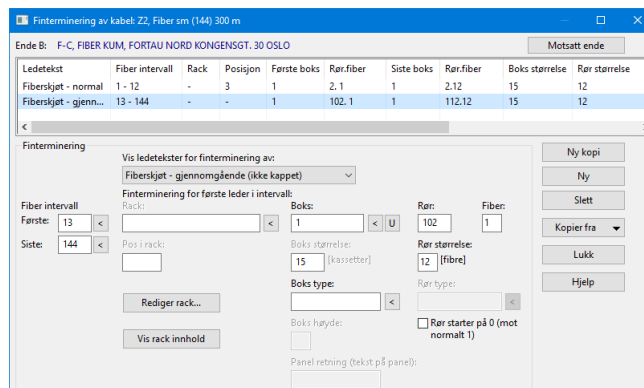 Finterminering av kabel: Z2, Fiber sm (144) 300 m
Ende B: F-C, FIBER KUM, FORTAU NORD KONGENSGT. 30 OSLO
Motsatt ende
Ledetekst Fiber intervall Rack Posisjon Første boks Rør.fiber Siste boks Rør.fiber Boks størrelse Rør størrelse
Fiberskjøt - normal 1 - 12 - 3 1 2. 1 1 2.12 15 12
Fiberskjøt - gjenn... 13 - 144 - - 1 102. 1 1 112.12 15 12
Finterminering
Vis ledetekster for finterminering av:
Fiberskjøt - gjennomgående (ikke kappet)
Finterminering for første leder i intervall:
Fiber intervall Rack: Boks: Rør: Fiber:
Første: 13 < < 1 < U 102 1
Siste: 144 < Pos i rack: Boks størrelse: Rør størrelse:
15 [kassetter] 12 [fibre]
Boks type: Rør type:
Rediger rack... < <
Boks høyde: Rør starter på 0 (mot normalt 1)
Vis rack innhold
Panel retning (tekst på panel):
Ny kopi
Ny
Slett
Kopier fra
Lukk
Hjelp